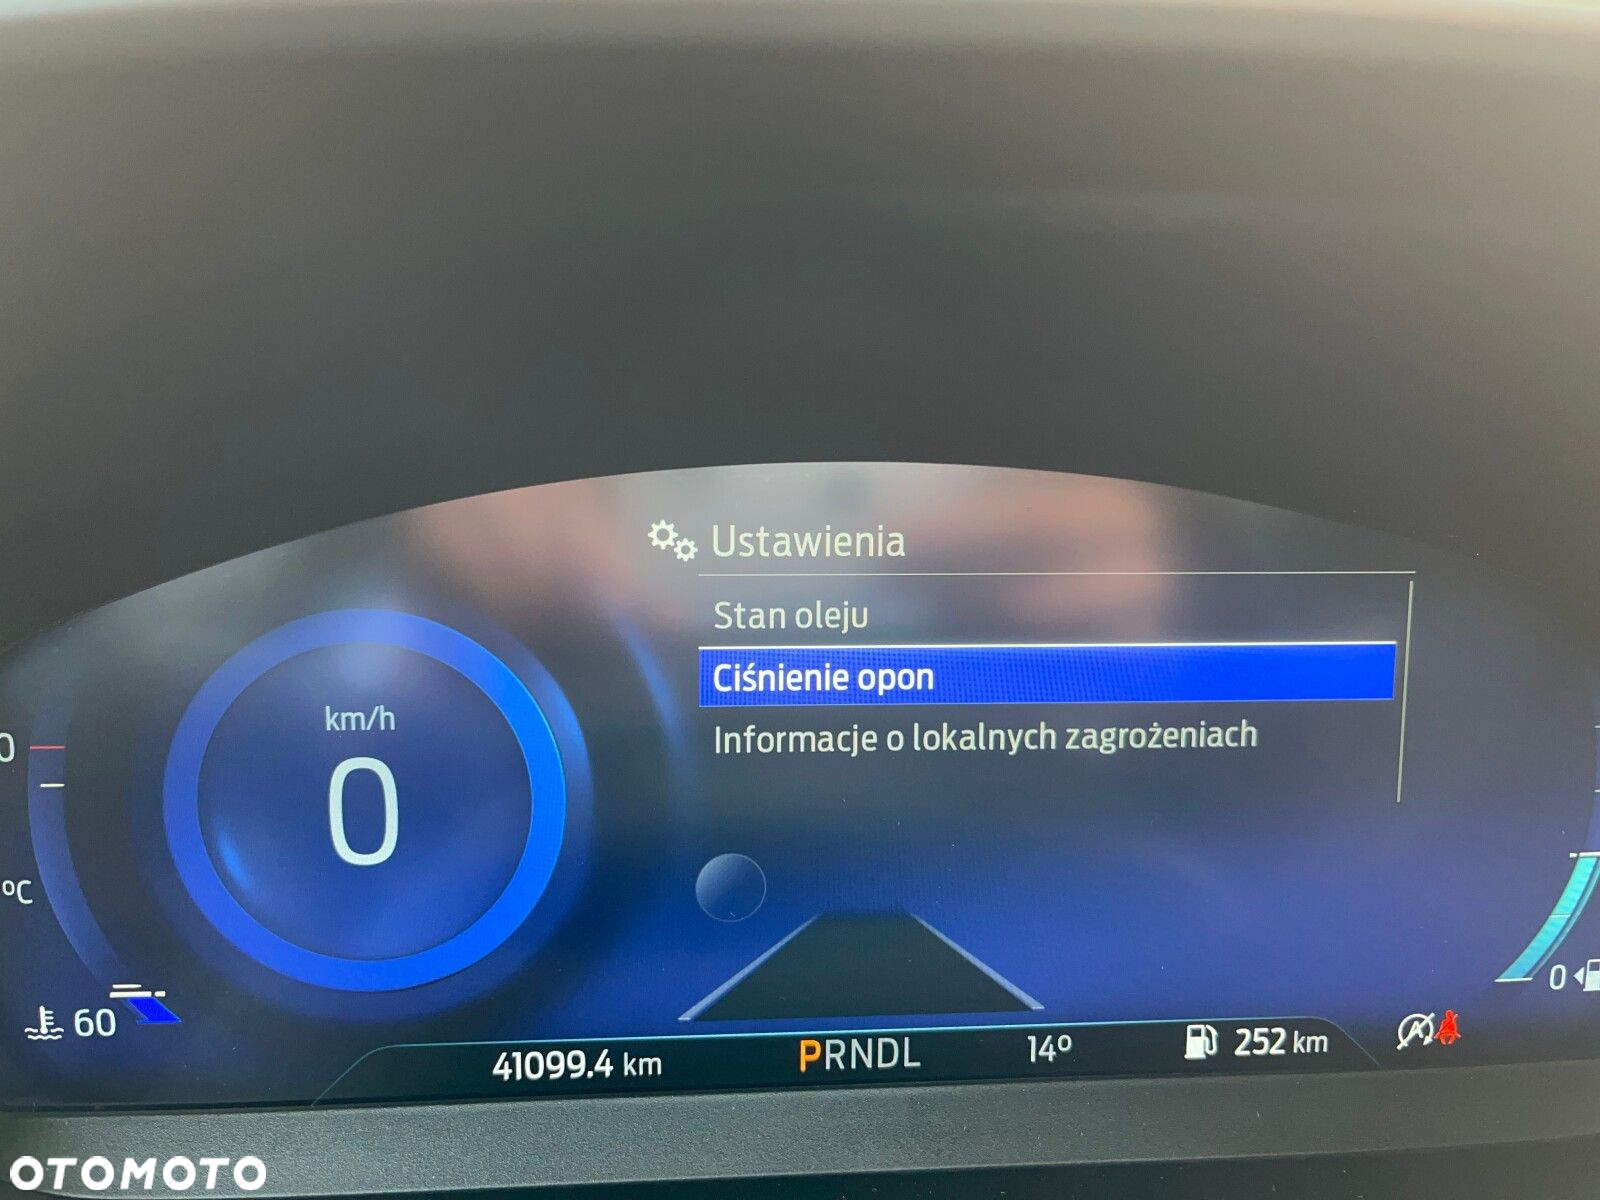 Ustawienia
Stan oleju
Ciśnienie opon
Informacje o lokalnych zagrożeniach
km/h
0
0
°C
60
0
41099.4 km
PRNDL
14°
252 km
A
OTOMOTO